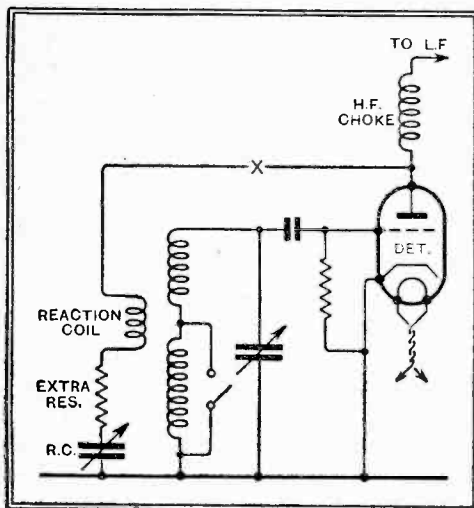 TO L.F
H.F.
CHOKE
X
DET.
REACTION
COIL
EXTRA
RES.
R.C.